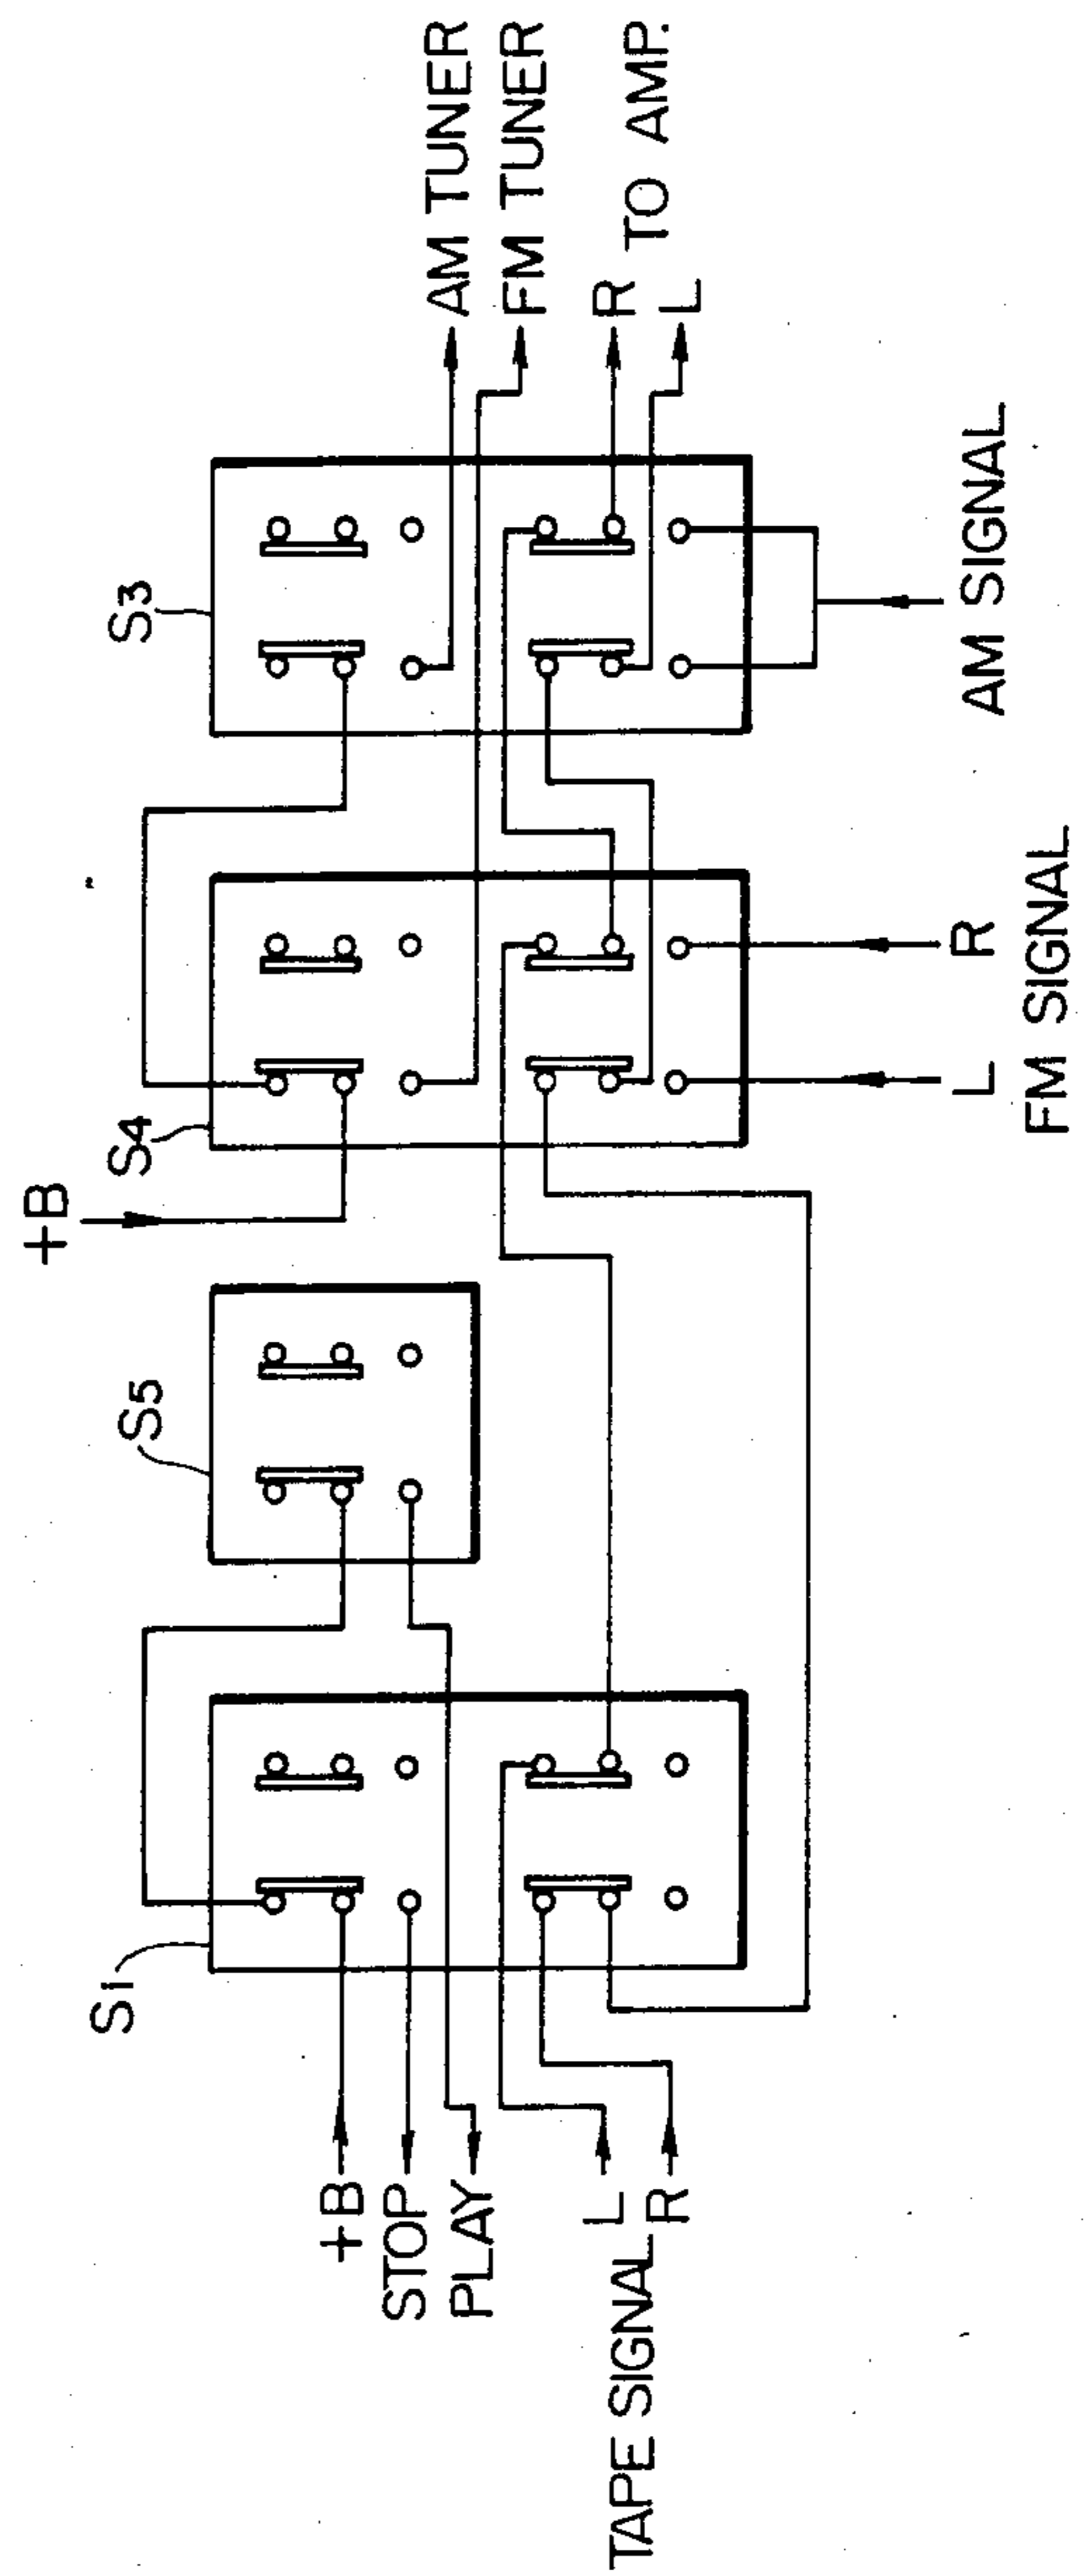 +B
STOP
PLAY
TAPE SIGNAL
L
R
S1
S5
+B
S4
S3
L
R
FM SIGNAL
AM SIGNAL
AM TUNER
FM TUNER
R
L
TO AMP.